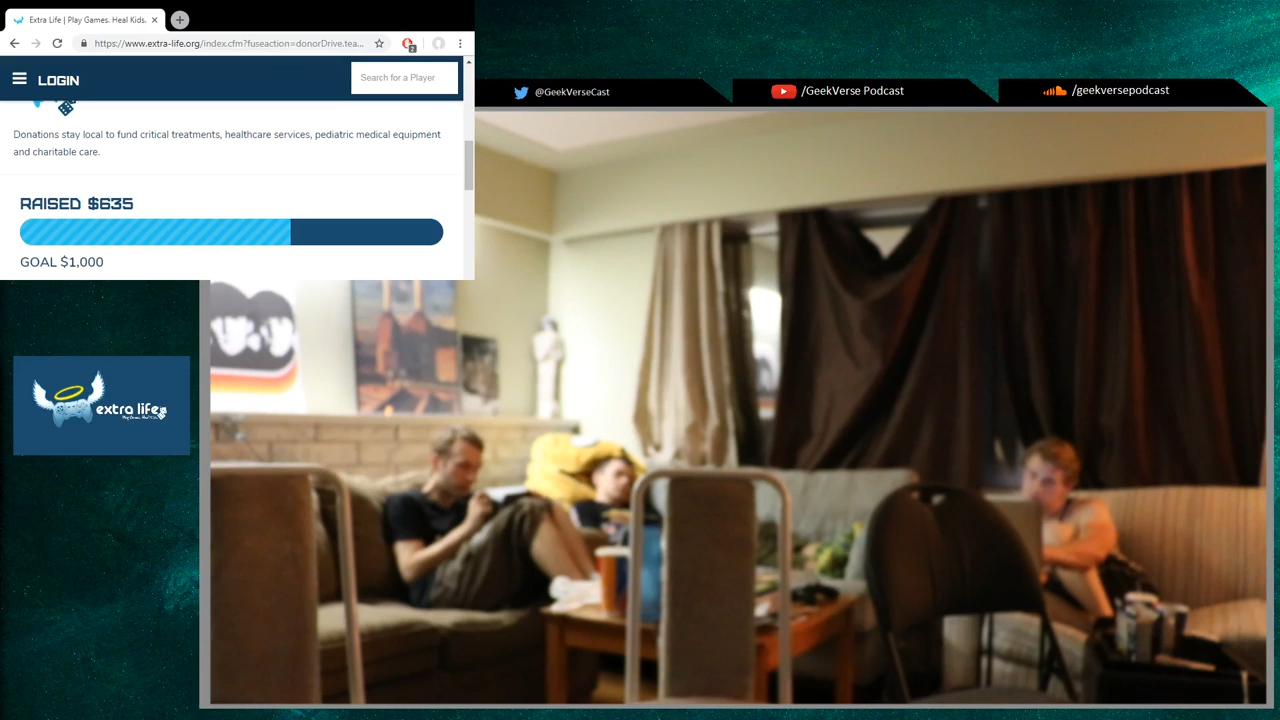 Extra Life | Play Games. Heal Kids.
https://www.extra-life.org/index.cfm?fuseaction=donorDrive.tea...
2
LOGIN
Search for a Player
@GeekVerseCast
/GeekVerse Podcast
/geekversepodcast
Donations stay local to fund critical treatments, healthcare services, pediatric medical equipment
and charitable care.
RAISED $635
GOAL $1,000
extra life